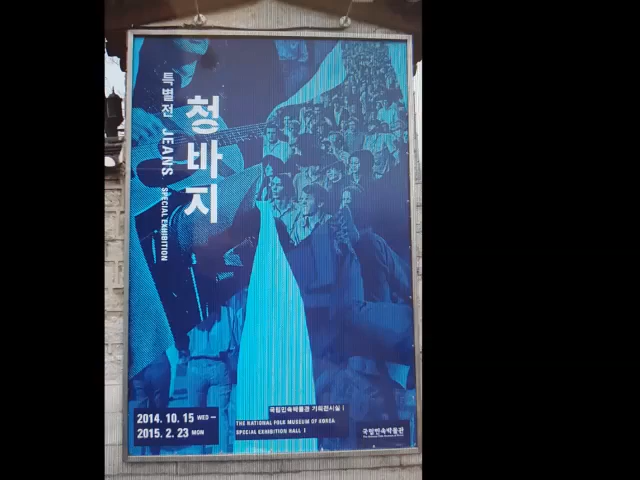 특별전 JEANS SPECIAL EXHIBITION
청바지
2014. 10. 15 WED –
2015. 2. 23 MON
국립민속박물관 기획전시실 I
THE NATIONAL FOLK MUSEUM OF KOREA
SPECIAL EXHIBITION HALL I
국립민속박물관